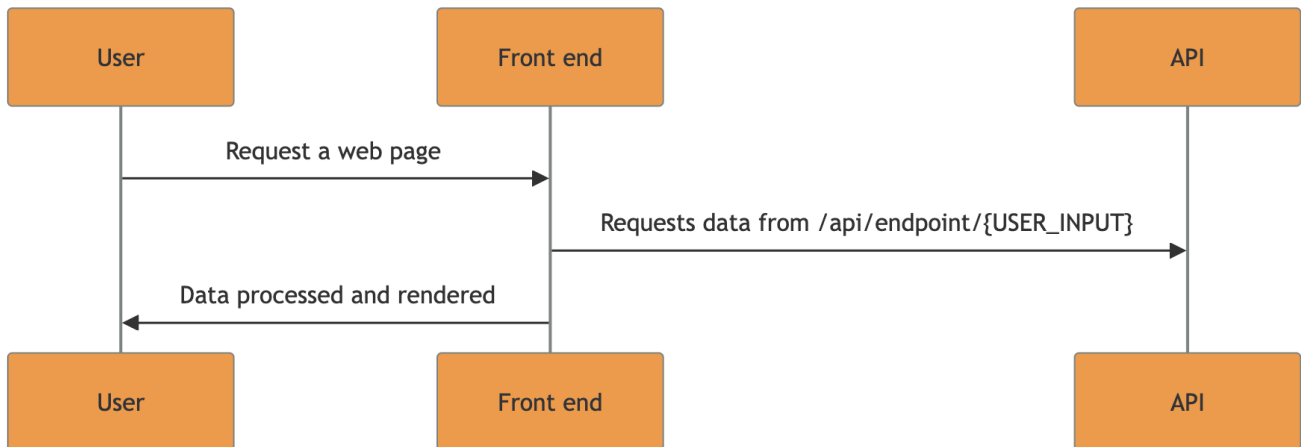 User
Front end
API
Request a web page
Requests data from /api/endpoint/{USER_INPUT}
Data processed and rendered
User
Front end
API